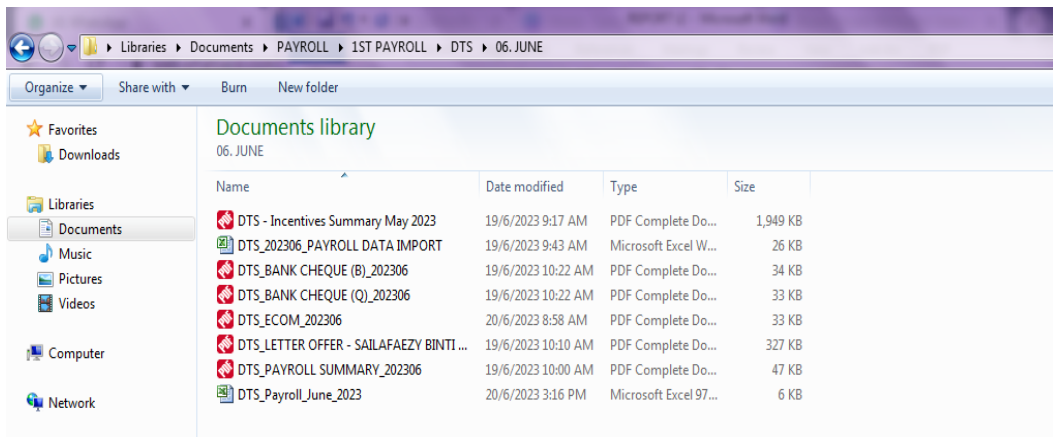 Libraries Documents PAYROLL 1ST PAYROLL DTS 06. JUNE
Organize Share with Burn New folder
Favorites
Downloads
Libraries
Documents
Music
Pictures
Videos
Computer
Network
Documents library
06. JUNE
Name Date modified Type Size
DTS - Incentives Summary May 2023 19/6/2023 9:17 AM PDF Complete Do... 1,949 KB
DTS_202306_PAYROLL DATA IMPORT 19/6/2023 9:43 AM Microsoft Excel W... 26 KB
DTS_BANK CHEQUE (B)_202306 19/6/2023 10:22 AM PDF Complete Do... 34 KB
DTS_BANK CHEQUE (Q)_202306 19/6/2023 10:22 AM PDF Complete Do... 33 KB
DTS_ECOM_202306 20/6/2023 8:58 AM PDF Complete Do... 33 KB
DTS_LETTER OFFER - SAILAFAEZY BINTI ... 19/6/2023 10:10 AM PDF Complete Do... 327 KB
DTS_PAYROLL SUMMARY_202306 19/6/2023 10:00 AM PDF Complete Do... 47 KB
DTS_Payroll_June_2023 20/6/2023 3:16 PM Microsoft Excel 97... 6 KB